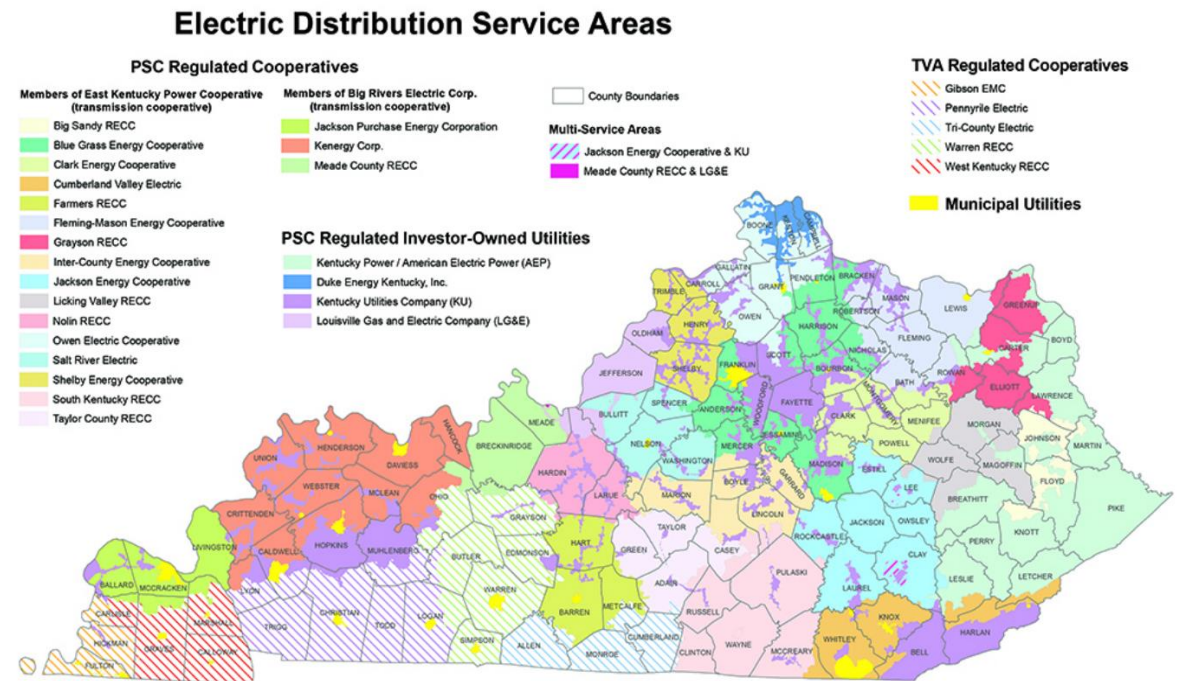 Electric Distribution Service Areas
PSC Regulated Cooperatives
Members of East Kentucky Power Cooperative
(transmission cooperative)
Big Sandy RECC
Blue Grass Energy Cooperative
Clark Energy Cooperative
Cumberland Valley Electric
Farmers RECC
Fleming-Mason Energy Cooperative
Grayson RECC
Inter-County Energy Cooperative
Jackson Energy Cooperative
Licking Valley RECC
Nolin RECC
Owen Electric Cooperative
Salt River Electric
Shelby Energy Cooperative
South Kentucky RECC
Taylor County RECC
Members of Big Rivers Electric Corp.
(transmission cooperative)
Jackson Purchase Energy Corporation
Kenergy Corp.
Meade County RECC
PSC Regulated Investor-Owned Utilities
Kentucky Power / American Electric Power (AEP)
Duke Energy Kentucky, Inc.
Kentucky Utilities Company (KU)
Louisville Gas and Electric Company (LG&E)
County Boundaries
Multi-Service Areas
Jackson Energy Cooperative & KU
Meade County RECC & LG&E
TVA Regulated Cooperatives
Gibson EMC
Pennyrile Electric
Tri-County Electric
Warren RECC
West Kentucky RECC
Municipal Utilities
BOONE
KENTON
CAMPBELL
GALLATIN
GRANT
PENDLETON
BRACKEN
TRIMBLE
CARROLL
OWEN
ROBERTSON
MASON
LEWIS
GREENUP
HENRY
HARRISON
FLEMING
CARTER
BOYD
OLDHAM
SCOTT
NICHOLAS
JEFFERSON
SHELBY
FRANKLIN
BOURBON
BATH
ROWAN
ELLIOTT
LAWRENCE
WOODFORD
FAYETTE
MONTGOMERY
SPENCER
ANDERSON
CLARK
MENIFEE
MORGAN
BULLITT
MEADE
HANCOCK
BRECKINRIDGE
NELSON
WASHINGTON
MERCER
JESSAMINE
POWELL
JOHNSON
MARTIN
HENDERSON
UNION
DAVIESS
HARDIN
MADISON
ESTILL
WOLFE
MAGOFFIN
FLOYD
WEBSTER
MCLEAN
OHIO
LARUE
MARION
BOYLE
GARRARD
LEE
BREATHITT
PIKE
CRITTENDEN
GRAYSON
LINCOLN
TAYLOR
JACKSON
OWSLEY
ROCKCASTLE
KNOTT
PERRY
LIVINGSTON
CALDWELL
HOPKINS
MUHLENBERG
BUTLER
EDMONSON
HART
GREEN
CASEY
CLAY
LESLIE
LETCHER
BALLARD
MCCRACKEN
LYON
WARREN
ADAIR
PULASKI
LAUREL
CARLISLE
MARSHALL
TRIGG
CHRISTIAN
TODD
LOGAN
BARREN
METCALFE
RUSSELL
KNOX
HARLAN
HICKMAN
GRAVES
CALLOWAY
FULTON
SIMPSON
ALLEN
MONROE
CUMBERLAND
CLINTON
WAYNE
MCCREARY
WHITLEY
BELL